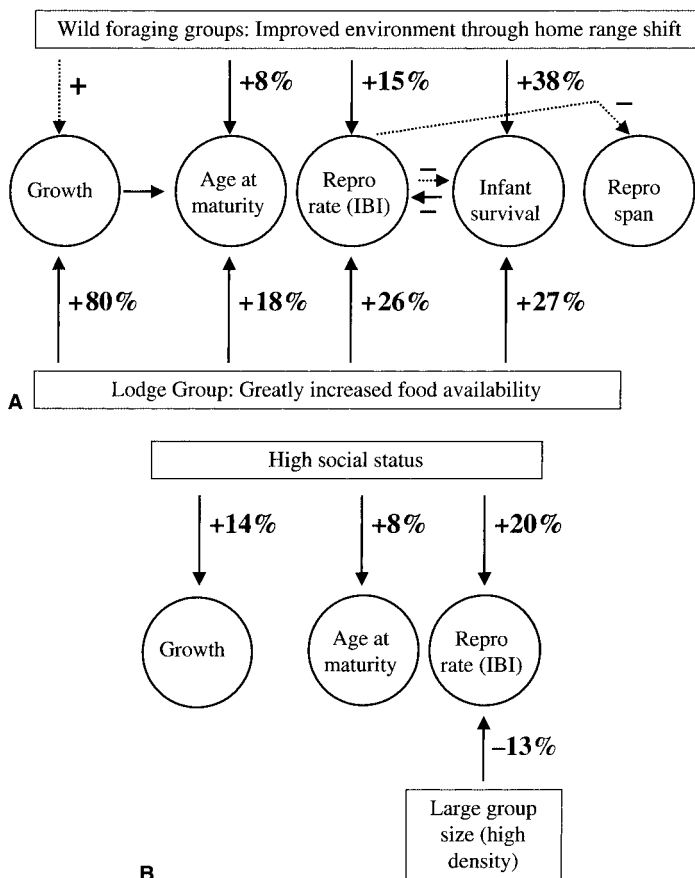 Wild foraging groups: Improved environment through home range shift
+
+8%
+15%
+38%
–
Growth
Age at
maturity
Repro
rate (IBI)
–
–
Infant
survival
Repro
span
+80%
+18%
+26%
+27%
Lodge Group: Greatly increased food availability
A
High social status
+14%
+8%
+20%
Growth
Age at
maturity
Repro
rate (IBI)
–13%
Large group
size (high
density)
B